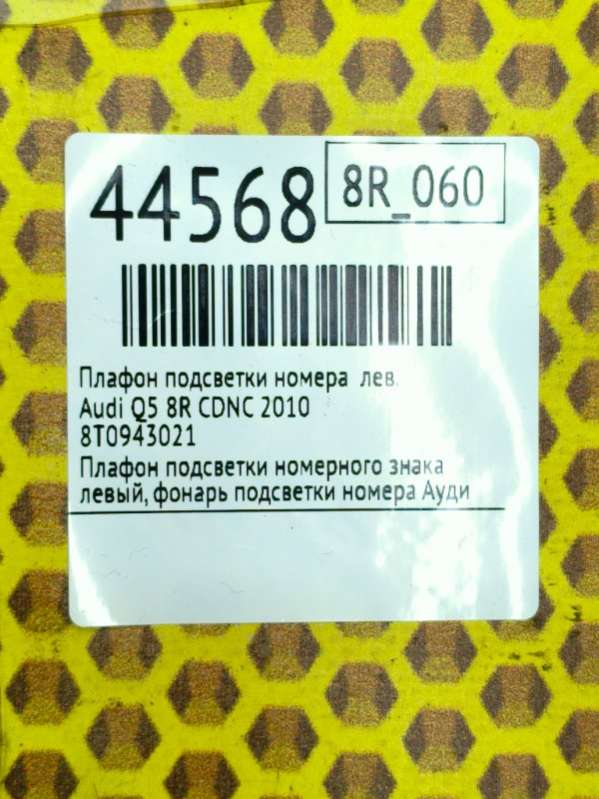 44568
8R_060
Плафон подсветки номера лев.
Audi Q5 8R CDNC 2010
8T0943021
Плафон подсветки номерного знака
левый, фонарь подсветки номера Ауди